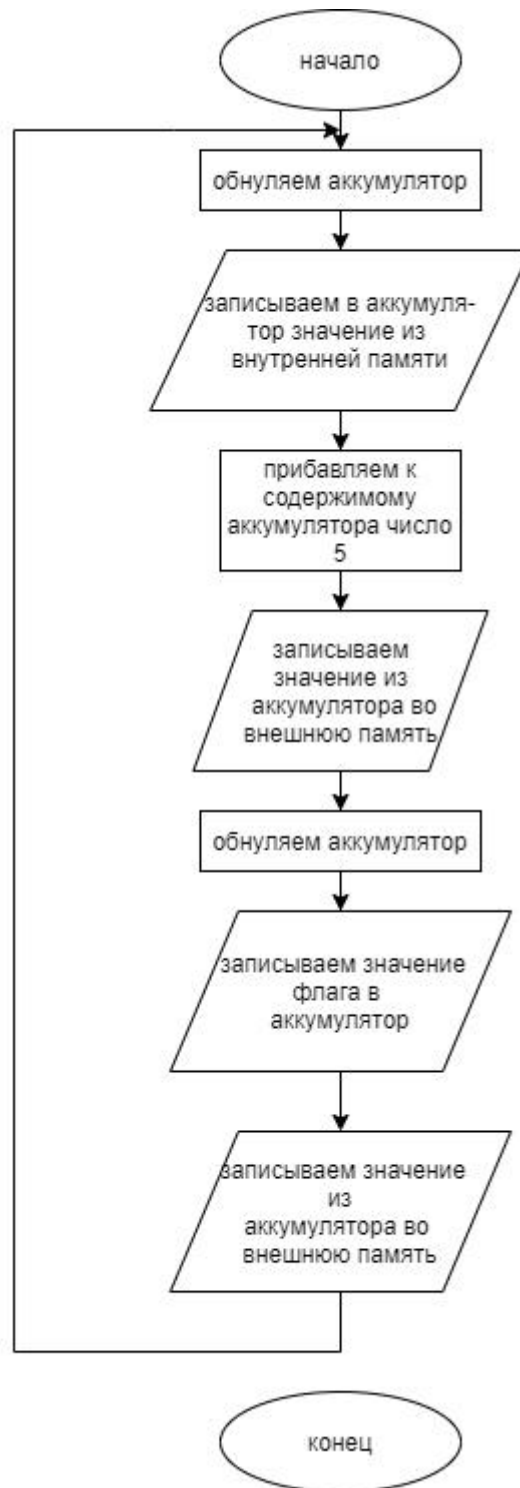 начало
обнуляем аккумулятор
записываем в аккумуля-
тор значение из
внутренней памяти
прибавляем к
содержимому
аккумулятора число
5
записываем
значение из
аккумулятора во
внешнюю память
обнуляем аккумулятор
записываем значение
флага в
аккумулятор
записываем значение
из
аккумулятора во
внешнюю память
конец